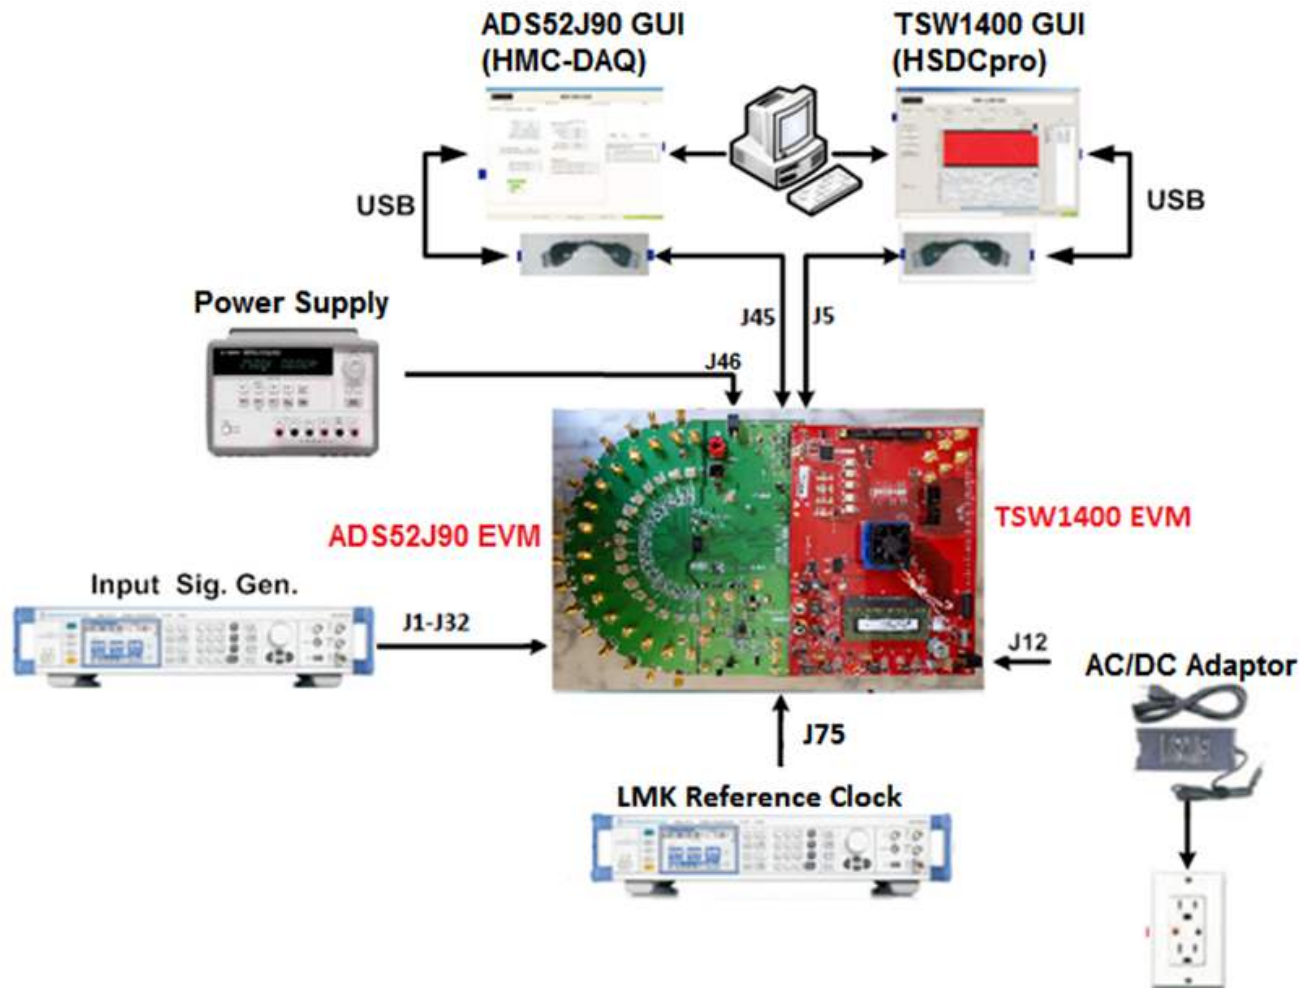 ADS52J90 GUI
(HMC-DAQ)
TSW1400 GUI
(HSDCpro)
USB
USB
Power Supply
J45
J5
J46
ADS52J90 EVM
TSW1400 EVM
Input Sig. Gen.
J1-J32
J12
AC/DC Adaptor
J75
LMK Reference Clock